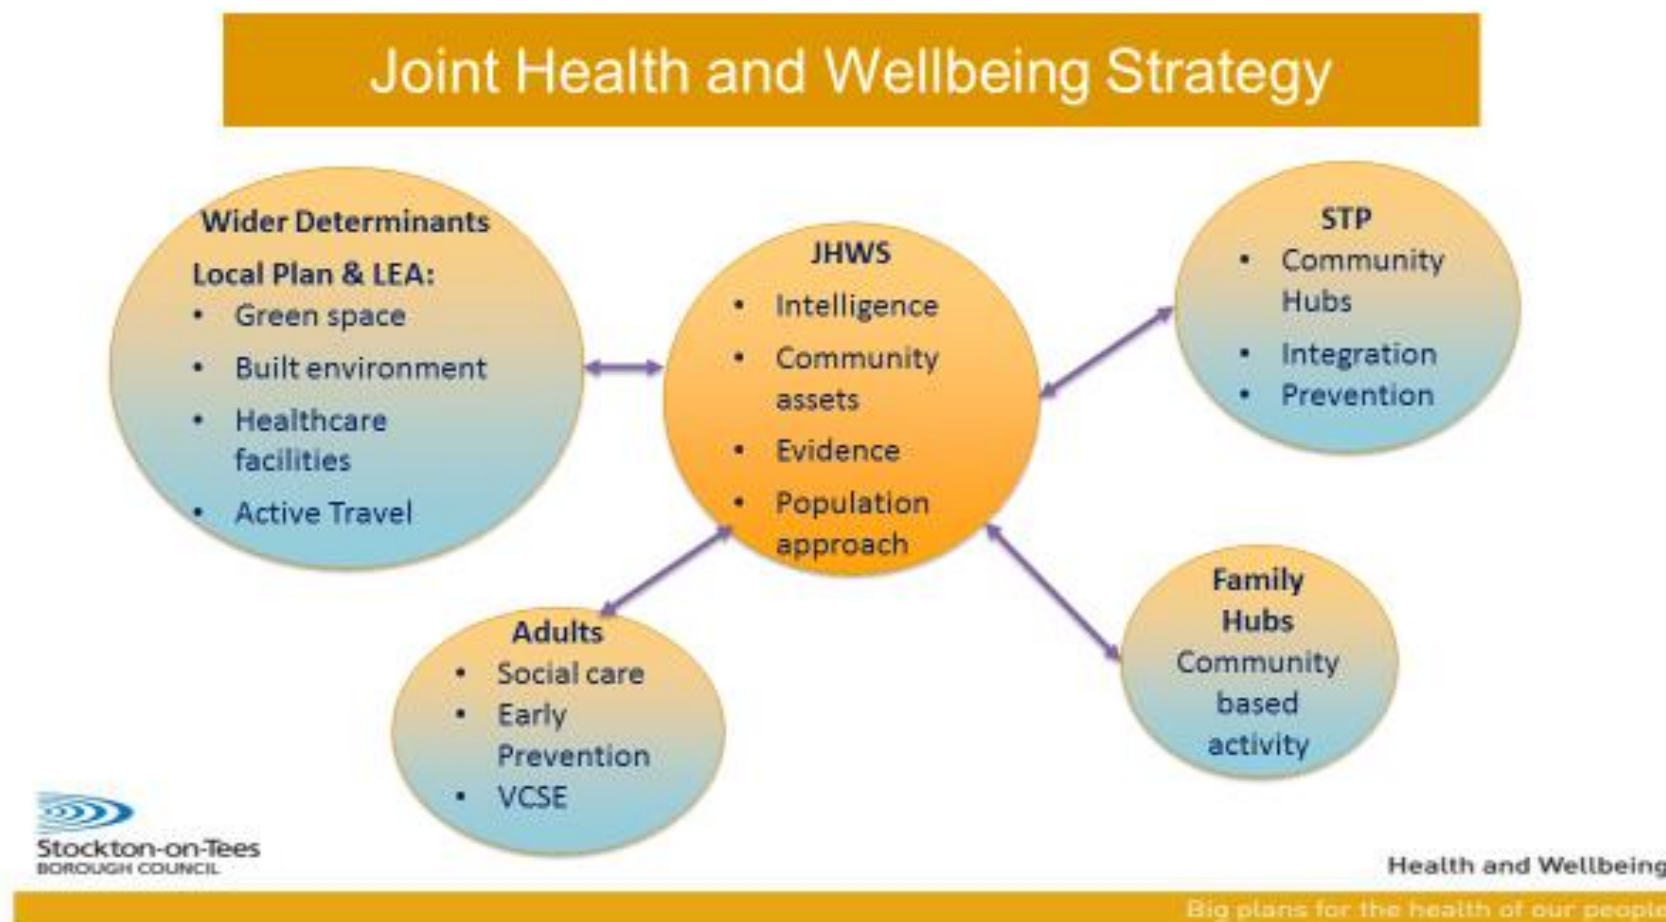 Joint Health and Wellbeing Strategy
Wider Determinants
Local Plan & LEA:
• Green space
• Built environment
• Healthcare
facilities
• Active Travel
JHWS
• Intelligence
• Community
assets
• Evidence
• Population
approach
STP
• Community
Hubs
• Integration
• Prevention
Adults
• Social care
• Early
Prevention
• VCSE
Family
Hubs
Community
based
activity
Stockton-on-Tees
BOROUGH COUNCIL
Health and Wellbeing
Big plans for the health of our people